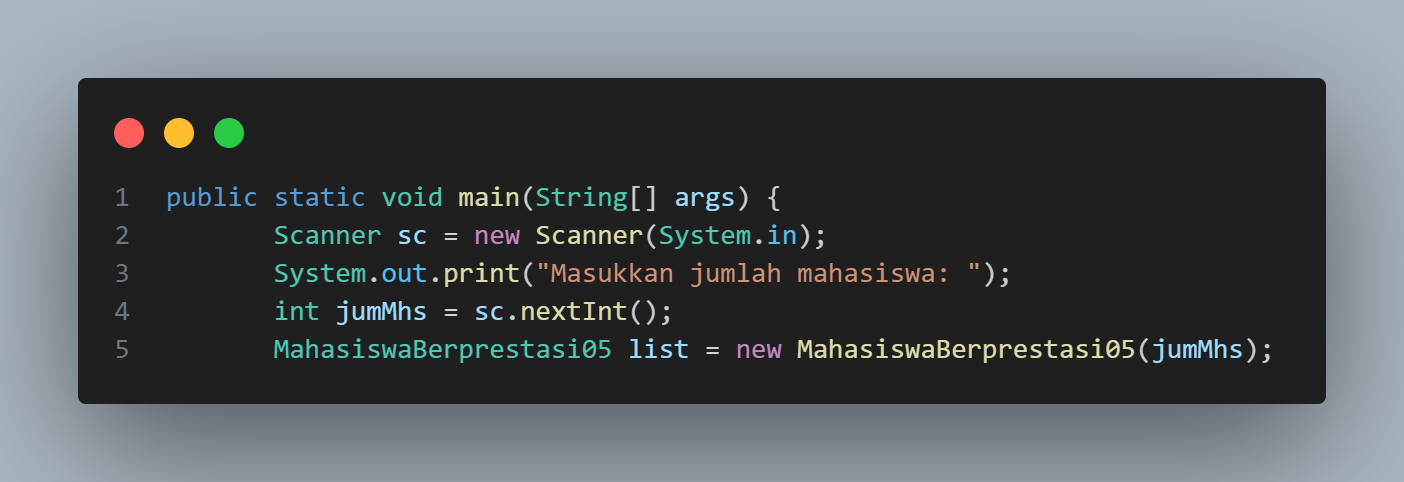 1 public static void main(String[] args) {
2 Scanner sc = new Scanner(System.in);
3 System.out.print("Masukkan jumlah mahasiswa: ");
4 int jumMhs = sc.nextInt();
5 MahasiswaBerprestasi05 list = new MahasiswaBerprestasi05(jumMhs);